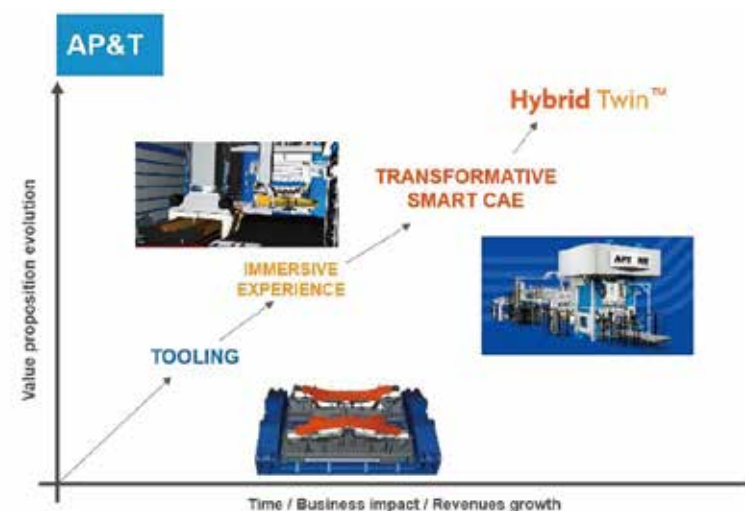 AP&T
Hybrid Twin™
TRANSFORMATIVE
SMART CAE
IMMERSIVE
EXPERIENCE
TOOLING
Value proposition evolution
Time / Business impact / Revenues growth